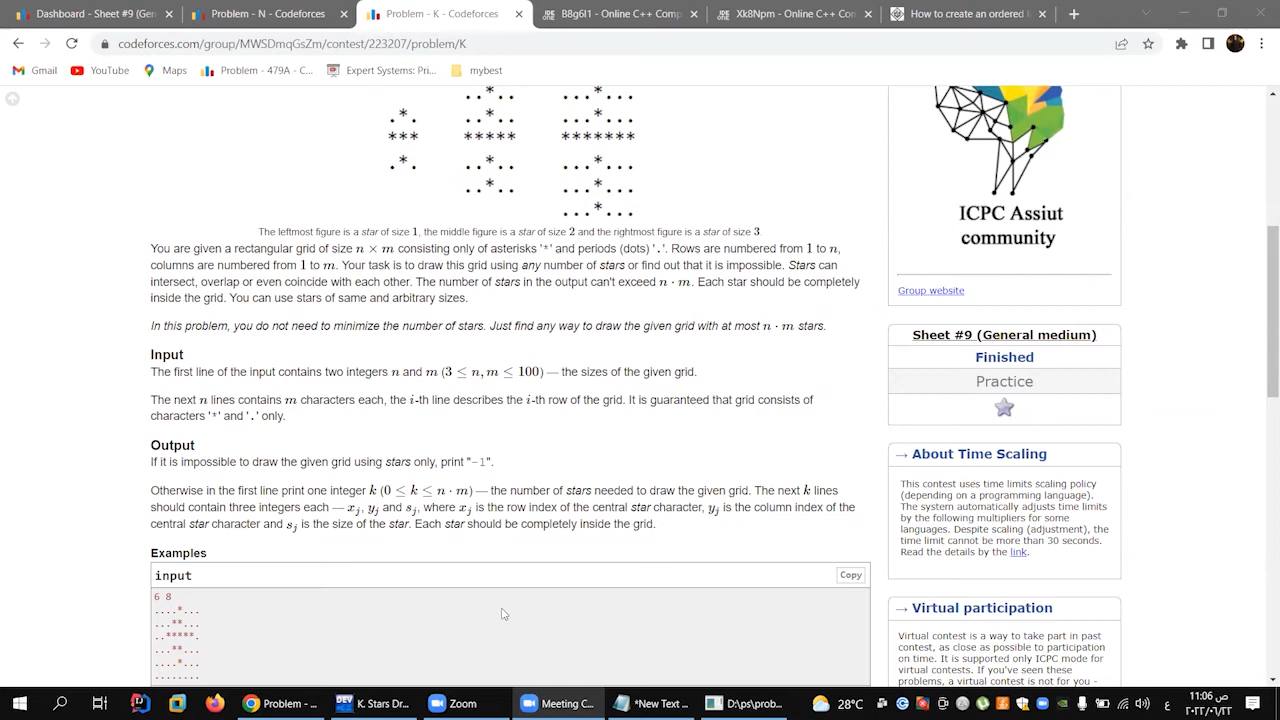 Dashboard - Sheet #9 (Gen
Problem - N - Codeforces
Problem - K - Codeforces
B8g6I1 - Online C++ Comp
Xk8Npm - Online C++ Con
How to create an ordered l
codeforces.com/group/MWSDmqGsZm/contest/223207/problem/K
Gmail
YouTube
Maps
Problem - 479A - C...
Expert Systems: Pri...
mybest
..*.. ...*...
.*. ..*.. ...*...
*** ***** *******
.*. ..*.. ...*...
..*.. ...*...
...*...
The leftmost figure is a star of size 1, the middle figure is a star of size 2 and the rightmost figure is a star of size 3
You are given a rectangular grid of size n × m consisting only of asterisks '*' and periods (dots) '.'. Rows are numbered from 1 to n,
columns are numbered from 1 to m. Your task is to draw this grid using any number of stars or find out that it is impossible. Stars can
intersect, overlap or even coincide with each other. The number of stars in the output can't exceed n · m. Each star should be completely
inside the grid. You can use stars of same and arbitrary sizes.
In this problem, you do not need to minimize the number of stars. Just find any way to draw the given grid with at most n · m stars.
Input
The first line of the input contains two integers n and m (3 ≤ n, m ≤ 100) — the sizes of the given grid.
The next n lines contains m characters each, the i-th line describes the i-th row of the grid. It is guaranteed that grid consists of
characters '*' and '.' only.
Output
If it is impossible to draw the given grid using stars only, print "-1".
Otherwise in the first line print one integer k (0 ≤ k ≤ n · m) — the number of stars needed to draw the given grid. The next k lines
should contain three integers each — xj, yj and sj, where xj is the row index of the central star character, yj is the column index of the
central star character and sj is the size of the star. Each star should be completely inside the grid.
Examples
input
Copy
6 8
....*...
...**...
..*****.
...**...
....*...
........
ICPC Assiut
community
Group website
Sheet #9 (General medium)
Finished
Practice
→ About Time Scaling
This contest uses time limits scaling policy
(depending on a programming language).
The system automatically adjusts time limits
by the following multipliers for some
languages. Despite scaling (adjustment), the
time limit cannot be more than 30 seconds.
Read the details by the link.
→ Virtual participation
Virtual contest is a way to take part in past
contest, as close as possible to participation
on time. It is supported only ICPC mode for
virtual contests. If you've seen these
problems, a virtual contest is not for you -
Problem - ...
K. Stars Dr...
Zoom
Meeting C...
*New Text ...
D:\ps\prob...
28°C
ع
11:06 ص